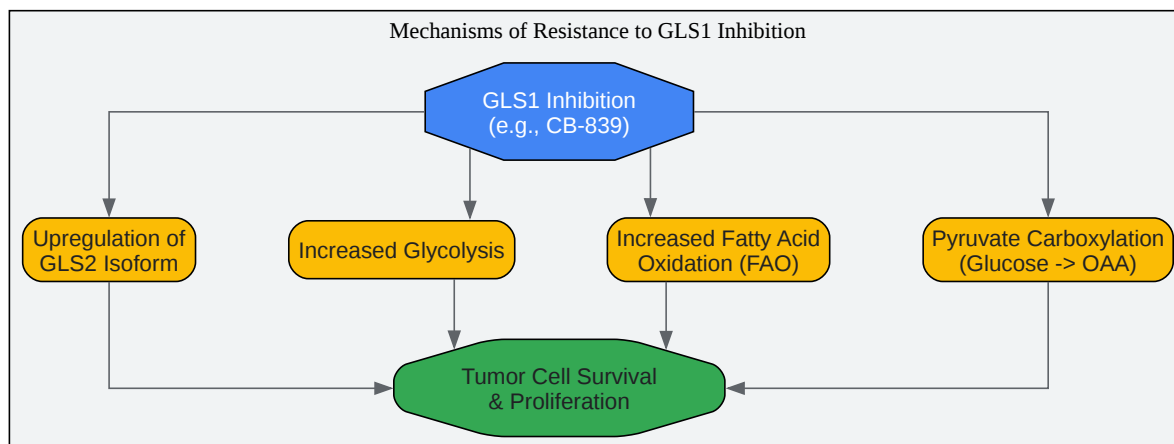 Mechanisms of Resistance to GLS1 Inhibition
GLS1 Inhibition
(e.g., CB-839)
Upregulation of
GLS2 Isoform
Increased Glycolysis
Increased Fatty Acid
Oxidation (FAO)
Pyruvate Carboxylation
(Glucose -> OAA)
Tumor Cell Survival
& Proliferation